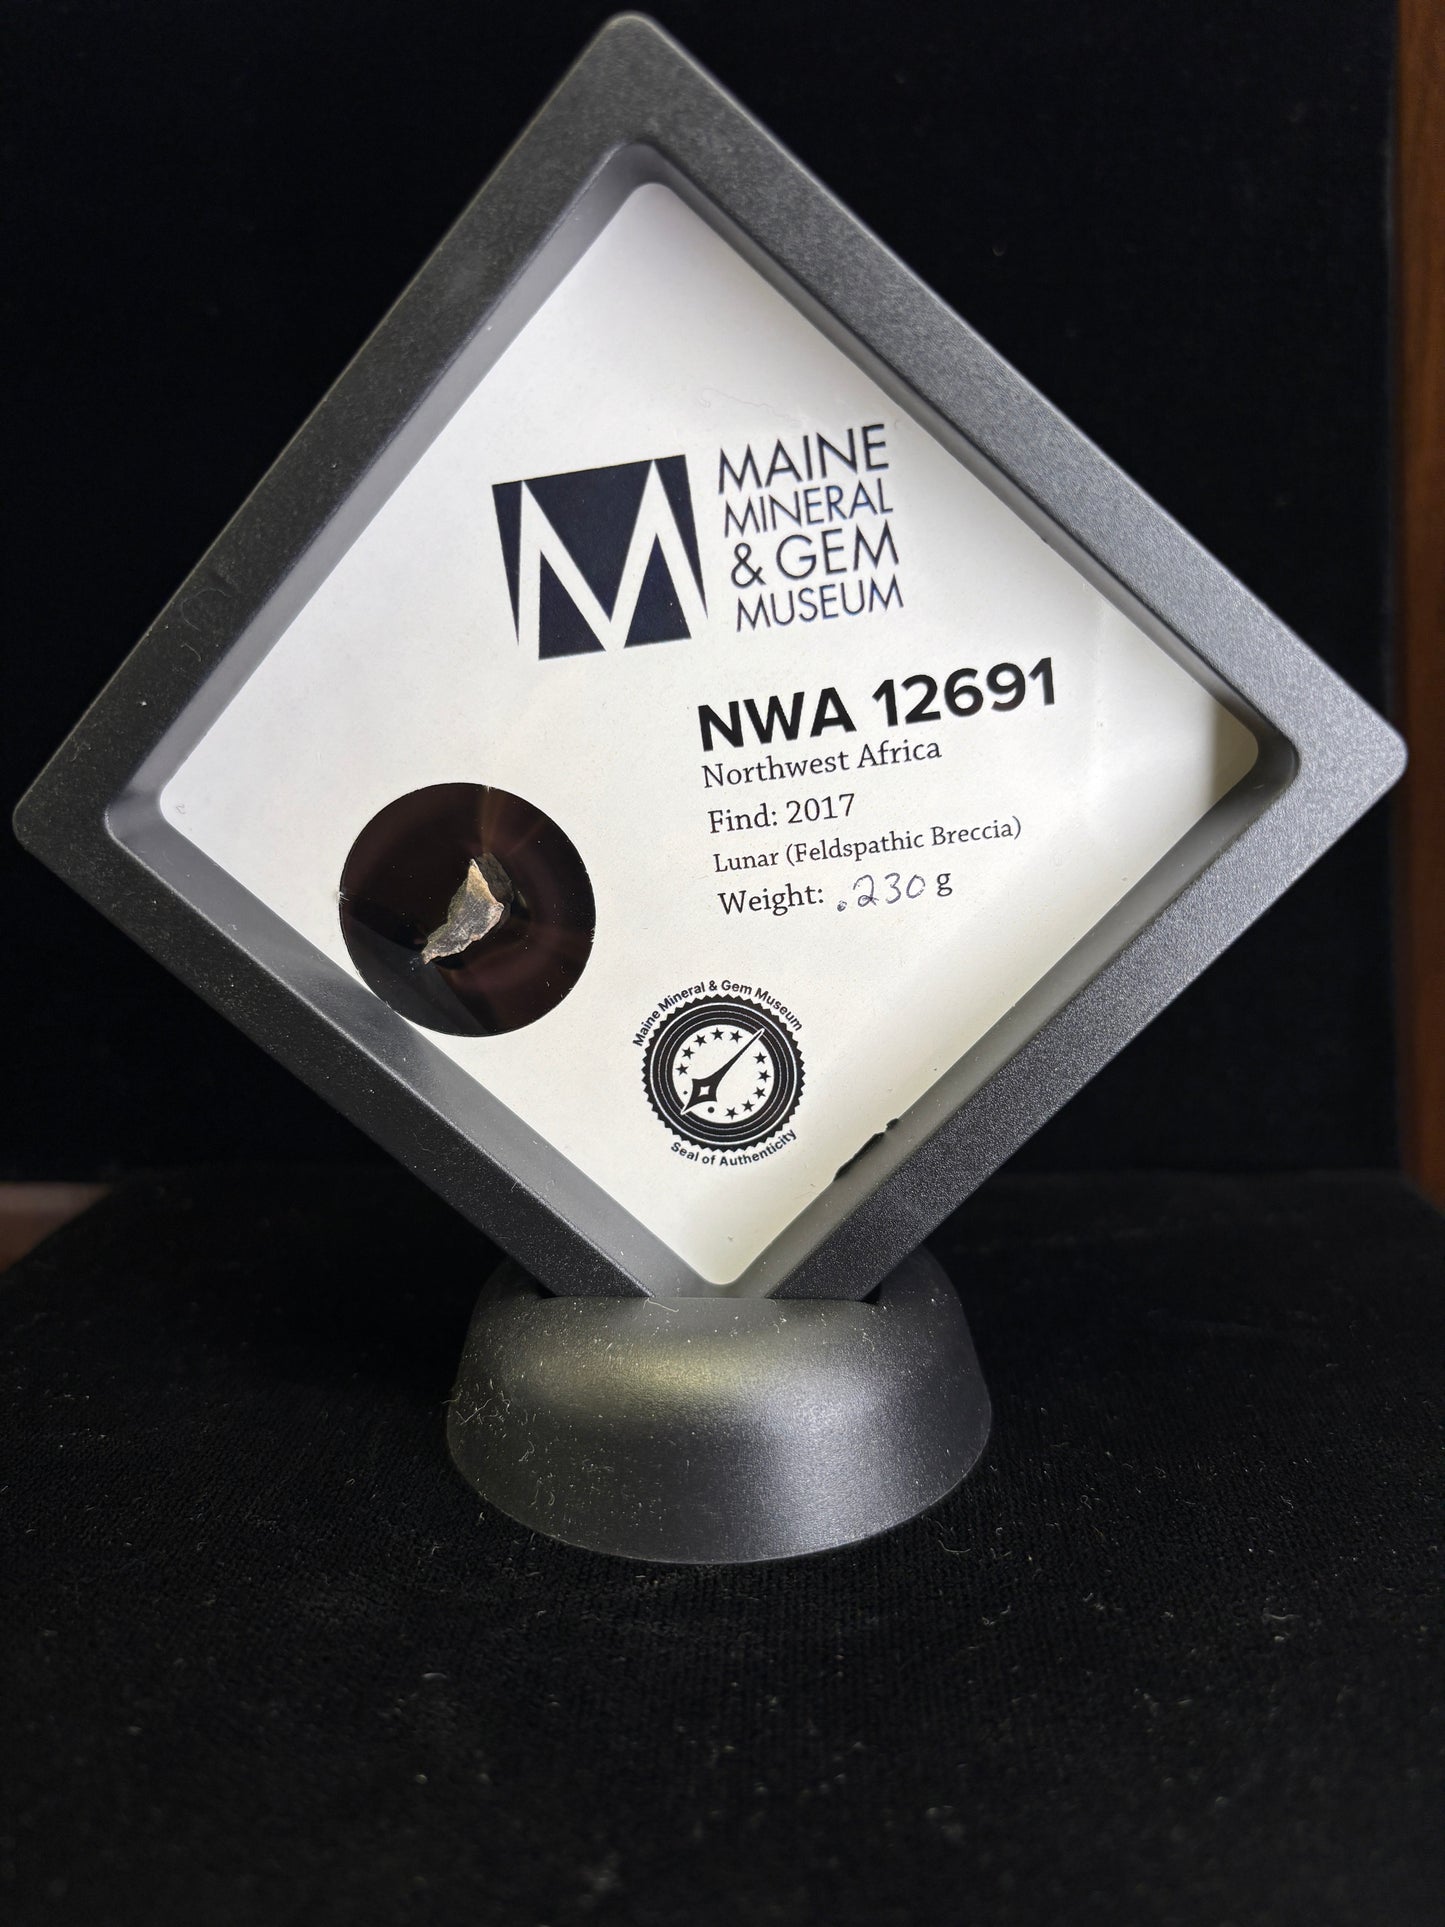 M
MAINE
MINERAL
& GEM
MUSEUM
NWA 12691
Northwest Africa
Find: 2017
Lunar (Feldspathic Breccia)
Weight: .230 g
Maine Mineral & Gem Museum
Seal of Authenticity